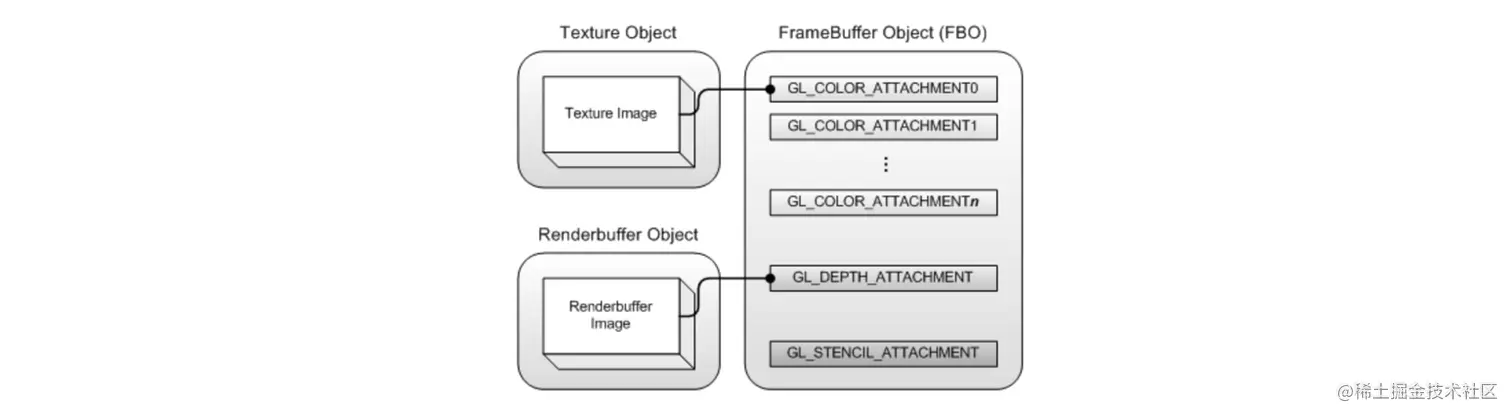 Texture Object
Texture Image
Renderbuffer Object
Renderbuffer
Image
FrameBuffer Object (FBO)
GL_COLOR_ATTACHMENT0
GL_COLOR_ATTACHMENT1
⋮
GL_COLOR_ATTACHMENTn
GL_DEPTH_ATTACHMENT
GL_STENCIL_ATTACHMENT
@稀土掘金技术社区